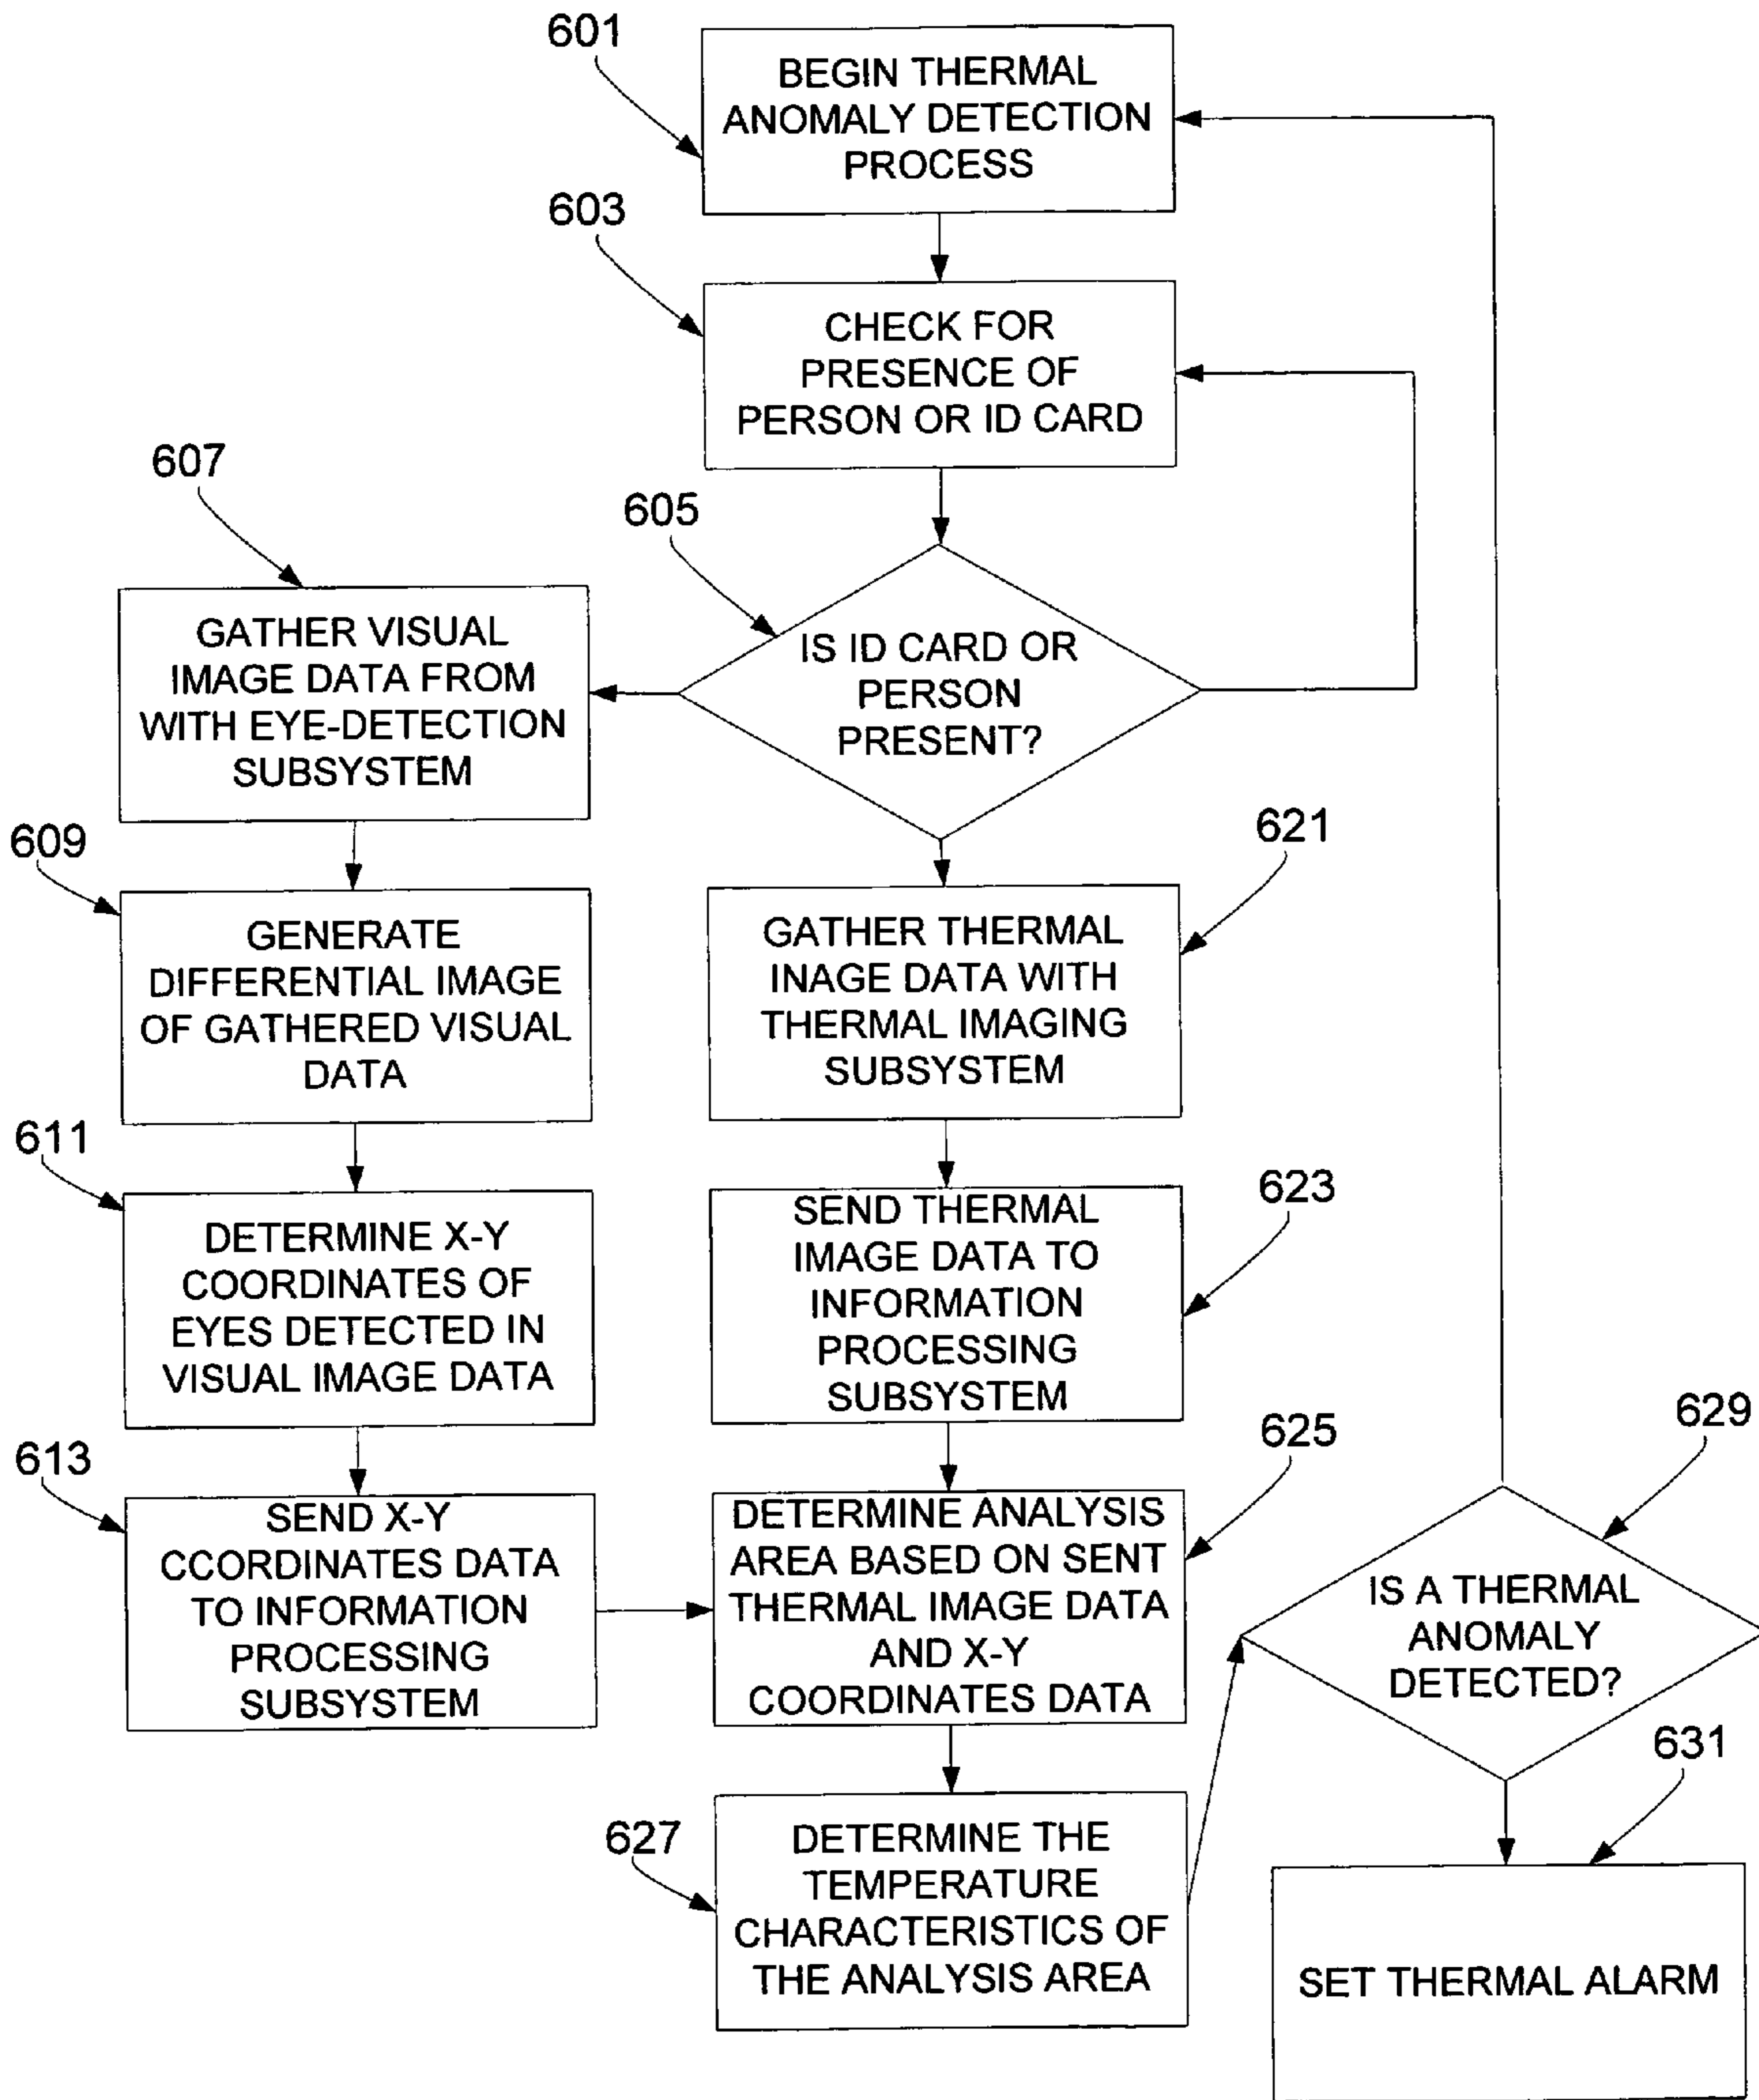 601
BEGIN THERMAL
ANOMALY DETECTION
PROCESS
603
CHECK FOR
PRESENCE OF
PERSON OR ID CARD
605
IS ID CARD OR
PERSON
PRESENT?
607
GATHER VISUAL
IMAGE DATA FROM
WITH EYE-DETECTION
SUBSYSTEM
609
GENERATE
DIFFERENTIAL IMAGE
OF GATHERED VISUAL
DATA
611
DETERMINE X-Y
COORDINATES OF
EYES DETECTED IN
VISUAL IMAGE DATA
613
SEND X-Y
CCORDINATES DATA
TO INFORMATION
PROCESSING
SUBSYSTEM
621
GATHER THERMAL
INAGE DATA WITH
THERMAL IMAGING
SUBSYSTEM
623
SEND THERMAL
IMAGE DATA TO
INFORMATION
PROCESSING
SUBSYSTEM
625
DETERMINE ANALYSIS
AREA BASED ON SENT
THERMAL IMAGE DATA
AND X-Y
COORDINATES DATA
627
DETERMINE THE
TEMPERATURE
CHARACTERISTICS OF
THE ANALYSIS AREA
629
IS A THERMAL
ANOMALY
DETECTED?
631
SET THERMAL ALARM